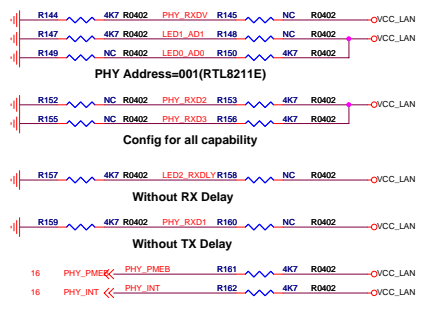 R144 4K7 R0402 PHY_RXDV R145 NC R0402 VCC_LAN
R147 4K7 R0402 LED1_AD1 R148 NC R0402 VCC_LAN
R149 NC R0402 LED0_AD0 R150 4K7 R0402
PHY Address=001(RTL8211E)
R152 NC R0402 PHY_RXD2 R153 4K7 R0402 VCC_LAN
R155 NC R0402 PHY_RXD3 R156 4K7 R0402
Config for all capability
R157 4K7 R0402 LED2_RXDLY R158 NC R0402 VCC_LAN
Without RX Delay
R159 4K7 R0402 PHY_RXD1 R160 NC R0402 VCC_LAN
Without TX Delay
16 PHY_PMEB PHY_PMEB R161 4K7 R0402 VCC_LAN
16 PHY_INT PHY_INT R162 4K7 R0402 VCC_LAN